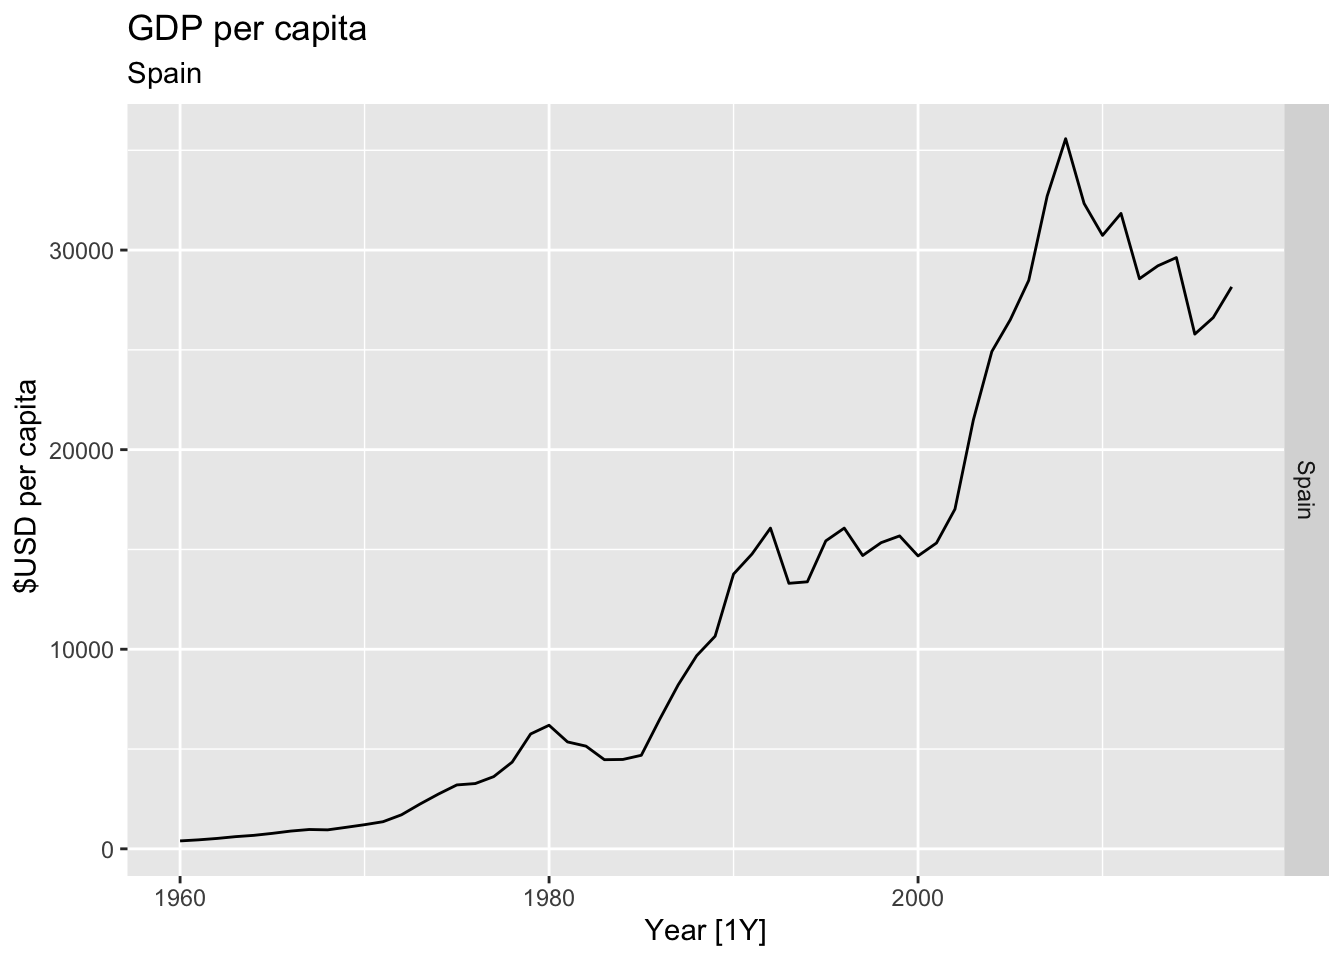 GDP per capita
Spain
30000
20000
10000
0
$USD per capita
Spain
1960
1980
2000
Year [1Y]